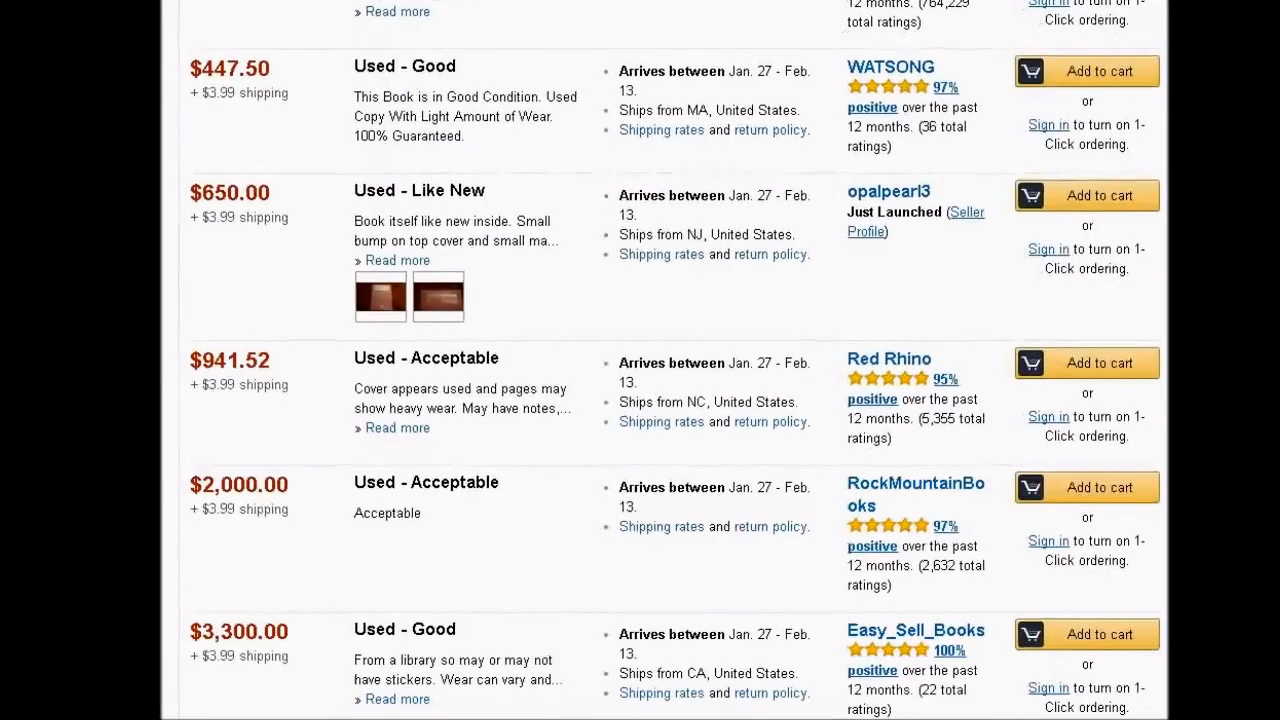 » Read more
12 months. (764,229
total ratings)
Sign in to turn on 1-
Click ordering.
$447.50
+ $3.99 shipping
Used - Good
This Book is in Good Condition. Used
Copy With Light Amount of Wear.
100% Guaranteed.
Arrives between Jan. 27 - Feb.
13.
Ships from MA, United States.
Shipping rates and return policy.
WATSONG
97%
positive over the past
12 months. (36 total
ratings)
Add to cart
or
Sign in to turn on 1-
Click ordering.
$650.00
+ $3.99 shipping
Used - Like New
Book itself like new inside. Small
bump on top cover and small ma...
» Read more
Arrives between Jan. 27 - Feb.
13.
Ships from NJ, United States.
Shipping rates and return policy.
opalpearl3
Just Launched (Seller
Profile)
Add to cart
or
Sign in to turn on 1-
Click ordering.
$941.52
+ $3.99 shipping
Used - Acceptable
Cover appears used and pages may
show heavy wear. May have notes,...
» Read more
Arrives between Jan. 27 - Feb.
13.
Ships from NC, United States.
Shipping rates and return policy.
Red Rhino
95%
positive over the past
12 months. (5,355 total
ratings)
Add to cart
or
Sign in to turn on 1-
Click ordering.
$2,000.00
+ $3.99 shipping
Used - Acceptable
Acceptable
Arrives between Jan. 27 - Feb.
13.
Shipping rates and return policy.
RockMountainBo
oks
97%
positive over the past
12 months. (2,632 total
ratings)
Add to cart
or
Sign in to turn on 1-
Click ordering.
$3,300.00
+ $3.99 shipping
Used - Good
From a library so may or may not
have stickers. Wear can vary and...
» Read more
Arrives between Jan. 27 - Feb.
13.
Ships from CA, United States.
Shipping rates and return policy.
Easy_Sell_Books
100%
positive over the past
12 months. (22 total
ratings)
Add to cart
or
Sign in to turn on 1-
Click ordering.